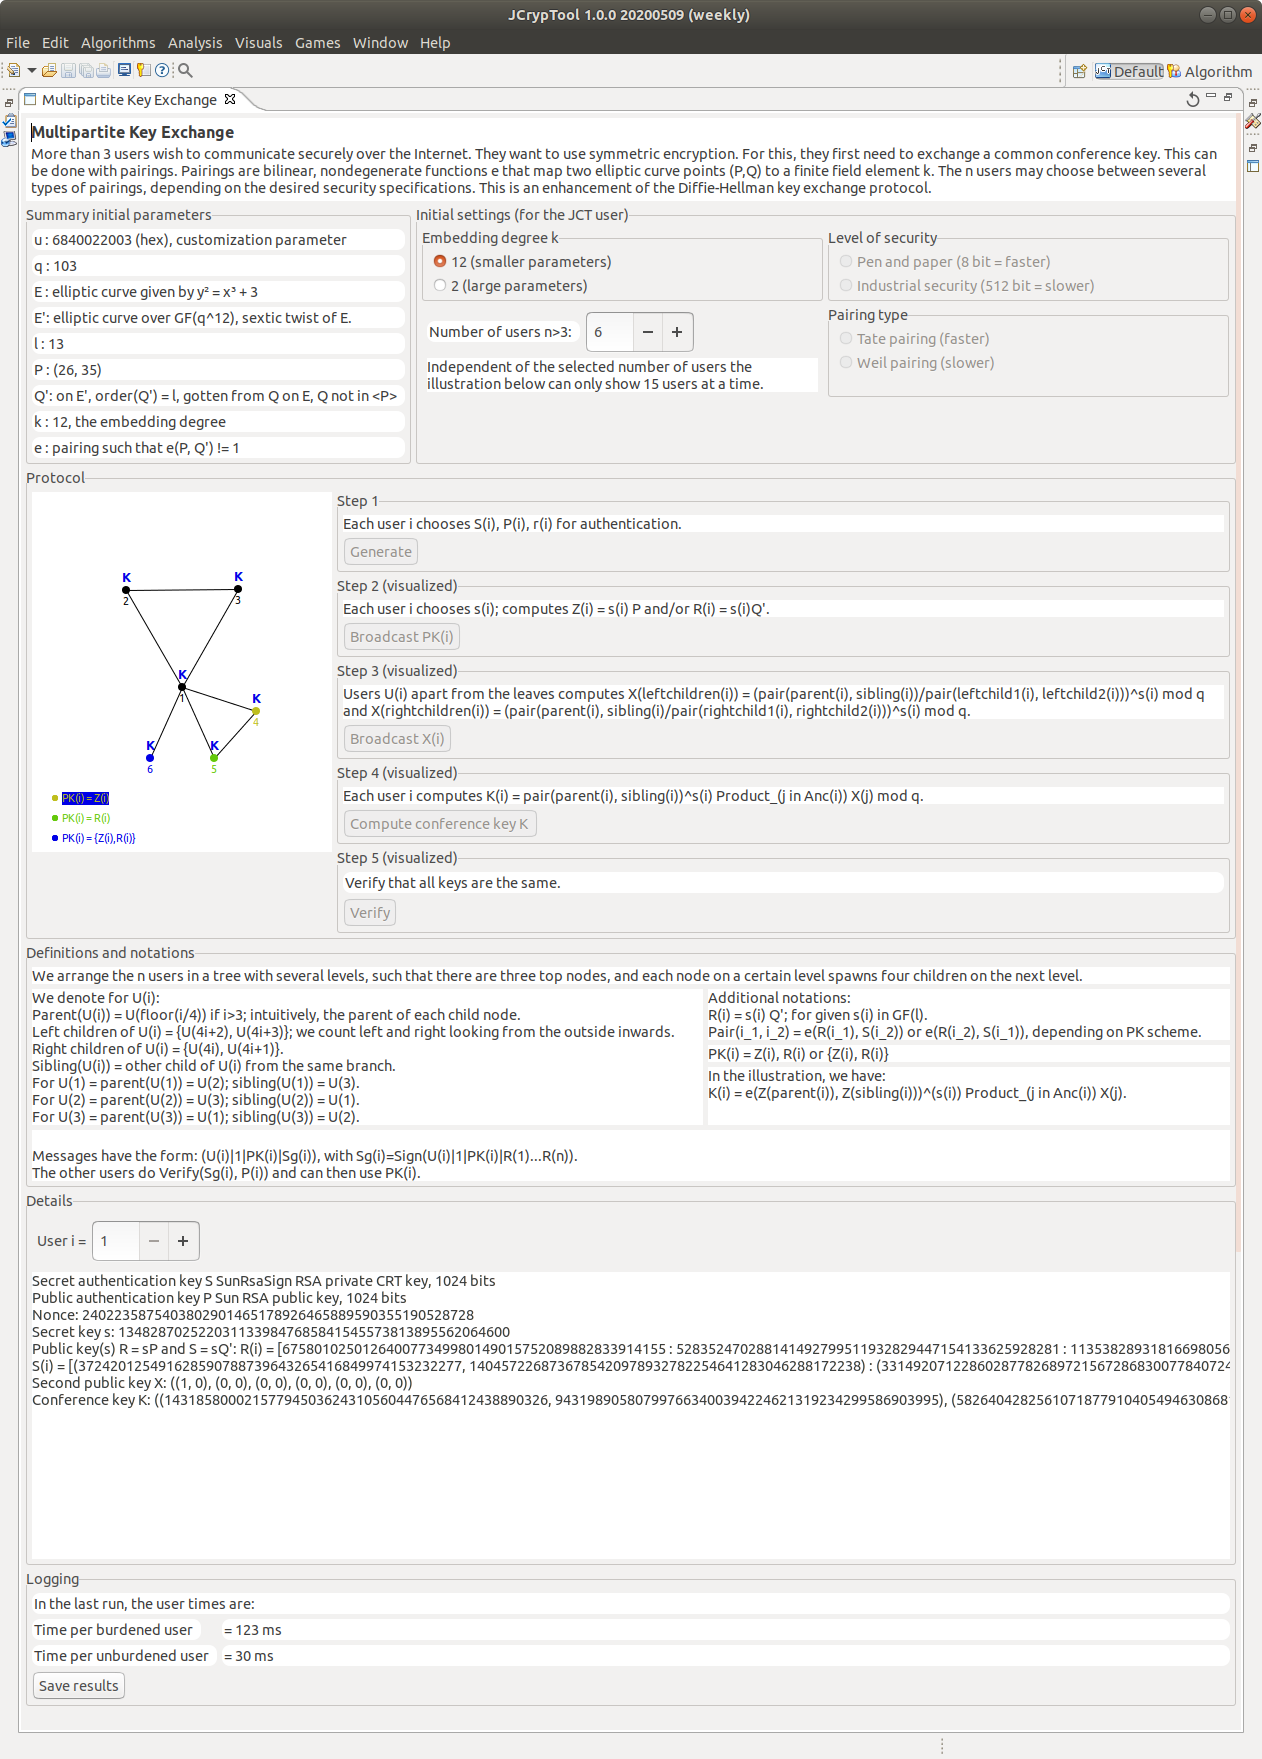 JCrypTool 1.0.0 20200509 (weekly)
File Edit Algorithms Analysis Visuals Games Window Help
Default Algorithm
Multipartite Key Exchange
Multipartite Key Exchange
More than 3 users wish to communicate securely over the Internet. They want to use symmetric encryption. For this, they first need to exchange a common conference key. This can
be done with pairings. Pairings are bilinear, nondegenerate functions e that map two elliptic curve points (P,Q) to a finite field element k. The n users may choose between several
types of pairings, depending on the desired security specifications. This is an enhancement of the Diffie-Hellman key exchange protocol.
Summary initial parameters
u : 6840022003 (hex), customization parameter
q : 103
E : elliptic curve given by y² = x³ + 3
E': elliptic curve over GF(q^12), sextic twist of E.
l : 13
P : (26, 35)
Q': on E', order(Q') = l, gotten from Q on E, Q not in <P>
k : 12, the embedding degree
e : pairing such that e(P, Q') != 1
Initial settings (for the JCT user)
Embedding degree k
12 (smaller parameters)
2 (large parameters)
Number of users n>3: 6
Independent of the selected number of users the
illustration below can only show 15 users at a time.
Level of security
Pen and paper (8 bit = faster)
Industrial security (512 bit = slower)
Pairing type
Tate pairing (faster)
Weil pairing (slower)
Protocol
K K
2 3
K
1
K
4
K K
6 5
PK(i) = Z(i)
PK(i) = R(i)
PK(i) = {Z(i),R(i)}
Step 1
Each user i chooses S(i), P(i), r(i) for authentication.
Generate
Step 2 (visualized)
Each user i chooses s(i); computes Z(i) = s(i) P and/or R(i) = s(i)Q'.
Broadcast PK(i)
Step 3 (visualized)
Users U(i) apart from the leaves computes X(leftchildren(i)) = (pair(parent(i), sibling(i))/pair(leftchild1(i), leftchild2(i)))^s(i) mod q
and X(rightchildren(i)) = (pair(parent(i), sibling(i)/pair(rightchild1(i), rightchild2(i)))^s(i) mod q.
Broadcast X(i)
Step 4 (visualized)
Each user i computes K(i) = pair(parent(i), sibling(i))^s(i) Product_(j in Anc(i)) X(j) mod q.
Compute conference key K
Step 5 (visualized)
Verify that all keys are the same.
Verify
Definitions and notations
We arrange the n users in a tree with several levels, such that there are three top nodes, and each node on a certain level spawns four children on the next level.
We denote for U(i):
Parent(U(i)) = U(floor(i/4)) if i>3; intuitively, the parent of each child node.
Left children of U(i) = {U(4i+2), U(4i+3)}; we count left and right looking from the outside inwards.
Right children of U(i) = {U(4i), U(4i+1)}.
Sibling(U(i)) = other child of U(i) from the same branch.
For U(1) = parent(U(1)) = U(2); sibling(U(1)) = U(3).
For U(2) = parent(U(2)) = U(3); sibling(U(2)) = U(1).
For U(3) = parent(U(3)) = U(1); sibling(U(3)) = U(2).
Additional notations:
R(i) = s(i) Q'; for given s(i) in GF(l).
Pair(i_1, i_2) = e(R(i_1), S(i_2)) or e(R(i_2), S(i_1)), depending on PK scheme.
PK(i) = Z(i), R(i) or {Z(i), R(i)}
In the illustration, we have:
K(i) = e(Z(parent(i)), Z(sibling(i)))^(s(i)) Product_(j in Anc(i)) X(j).
Messages have the form: (U(i)|1|PK(i)|Sg(i)), with Sg(i)=Sign(U(i)|1|PK(i)|R(1)...R(n)).
The other users do Verify(Sg(i), P(i)) and can then use PK(i).
Details
User i = 1
Secret authentication key S SunRsaSign RSA private CRT key, 1024 bits
Public authentication key P Sun RSA public key, 1024 bits
Nonce: 240223587540380290146517892646588959035519052​8728
Secret key s: 1348287025220311339847685841545573813895562064600
Public key(s) R = sP and S = sQ': R(i) = [675801025012640077349980149015752089882833914155 : 528352470288141492799511932829447154133625928281 : 11353828931816698056
S(i) = [(372420125491628590788739643265416849974153232277, 1404572268736785420978932782254641283046288172238) : (33149207122860287782689721567286830077840724
Second public key X: ((1, 0), (0, 0), (0, 0), (0, 0), (0, 0), (0, 0))
Conference key K: ((1431858000215779450362431056044765684124388​90326, 943198905807997663400394224621319234299586903995), (5826404282561071877910405494630868
Logging
In the last run, the user times are:
Time per burdened user = 123 ms
Time per unburdened user = 30 ms
Save results